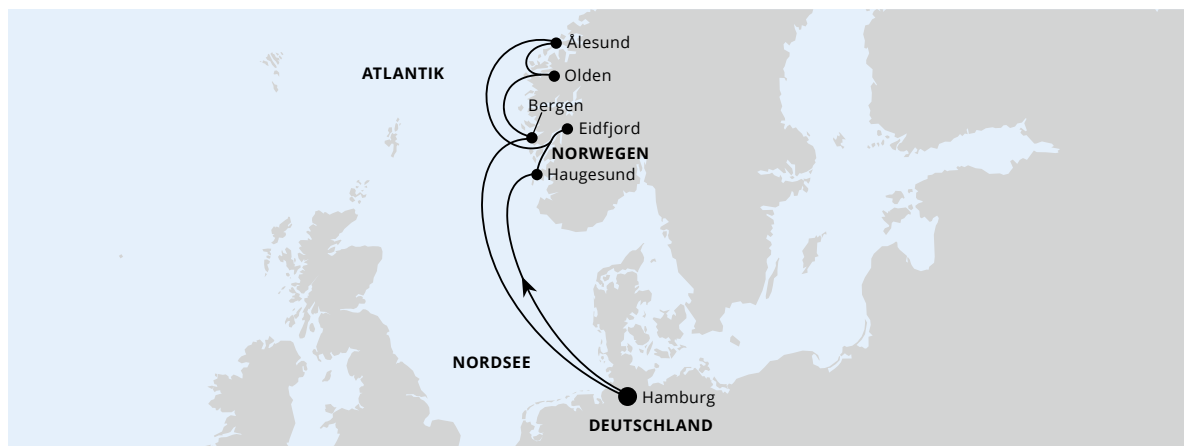 Ålesund
ATLANTIK
Olden
Bergen
Eidfjord
NORWEGEN
Haugesund
NORDSEE
Hamburg
DEUTSCHLAND